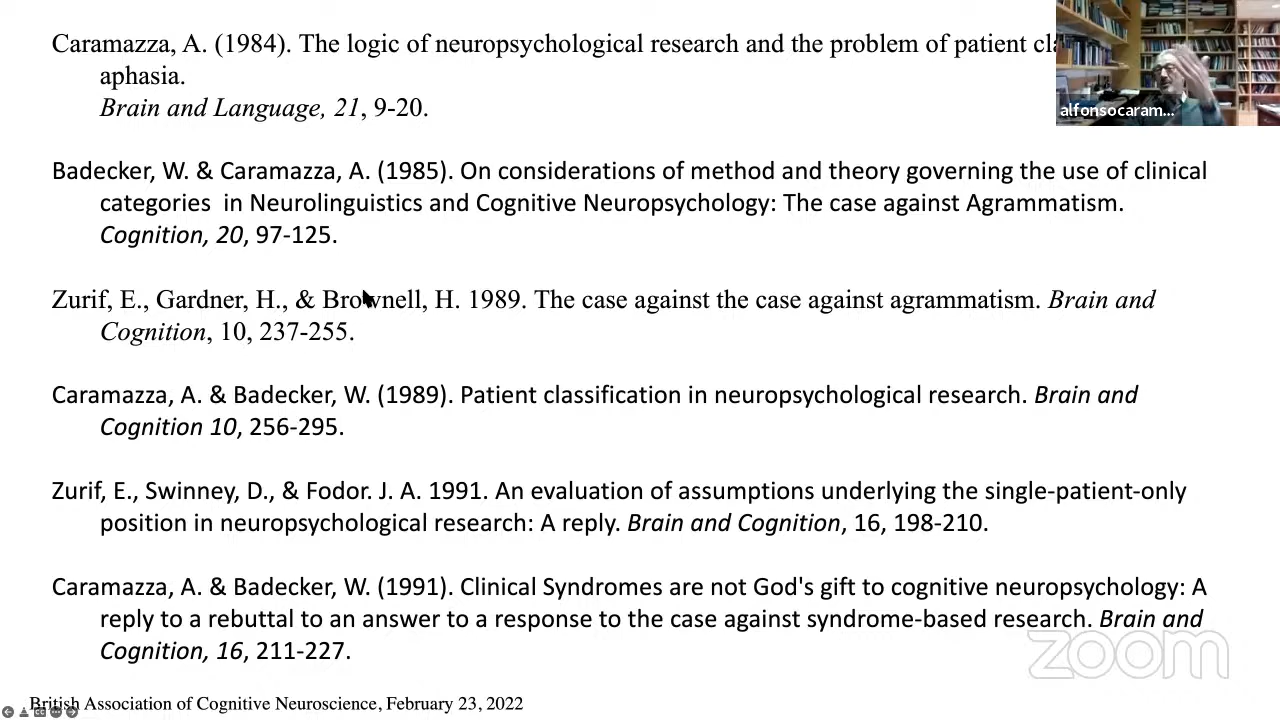 Caramazza, A. (1984). The logic of neuropsychological research and the problem of patient
aphasia.
Brain and Language, 21, 9-20.
alfonsocaram...
Badecker, W. & Caramazza, A. (1985). On considerations of method and theory governing the use of clinical
categories in Neurolinguistics and Cognitive Neuropsychology: The case against Agrammatism.
Cognition, 20, 97-125.
Zurif, E., Gardner, H., & Brownell, H. 1989. The case against the case against agrammatism. Brain and
Cognition, 10, 237-255.
Caramazza, A. & Badecker, W. (1989). Patient classification in neuropsychological research. Brain and
Cognition 10, 256-295.
Zurif, E., Swinney, D., & Fodor. J. A. 1991. An evaluation of assumptions underlying the single-patient-only
position in neuropsychological research: A reply. Brain and Cognition, 16, 198-210.
Caramazza, A. & Badecker, W. (1991). Clinical Syndromes are not God's gift to cognitive neuropsychology: A
reply to a rebuttal to an answer to a response to the case against syndrome-based research. Brain and
Cognition, 16, 211-227.
zoom
British Association of Cognitive Neuroscience, February 23, 2022